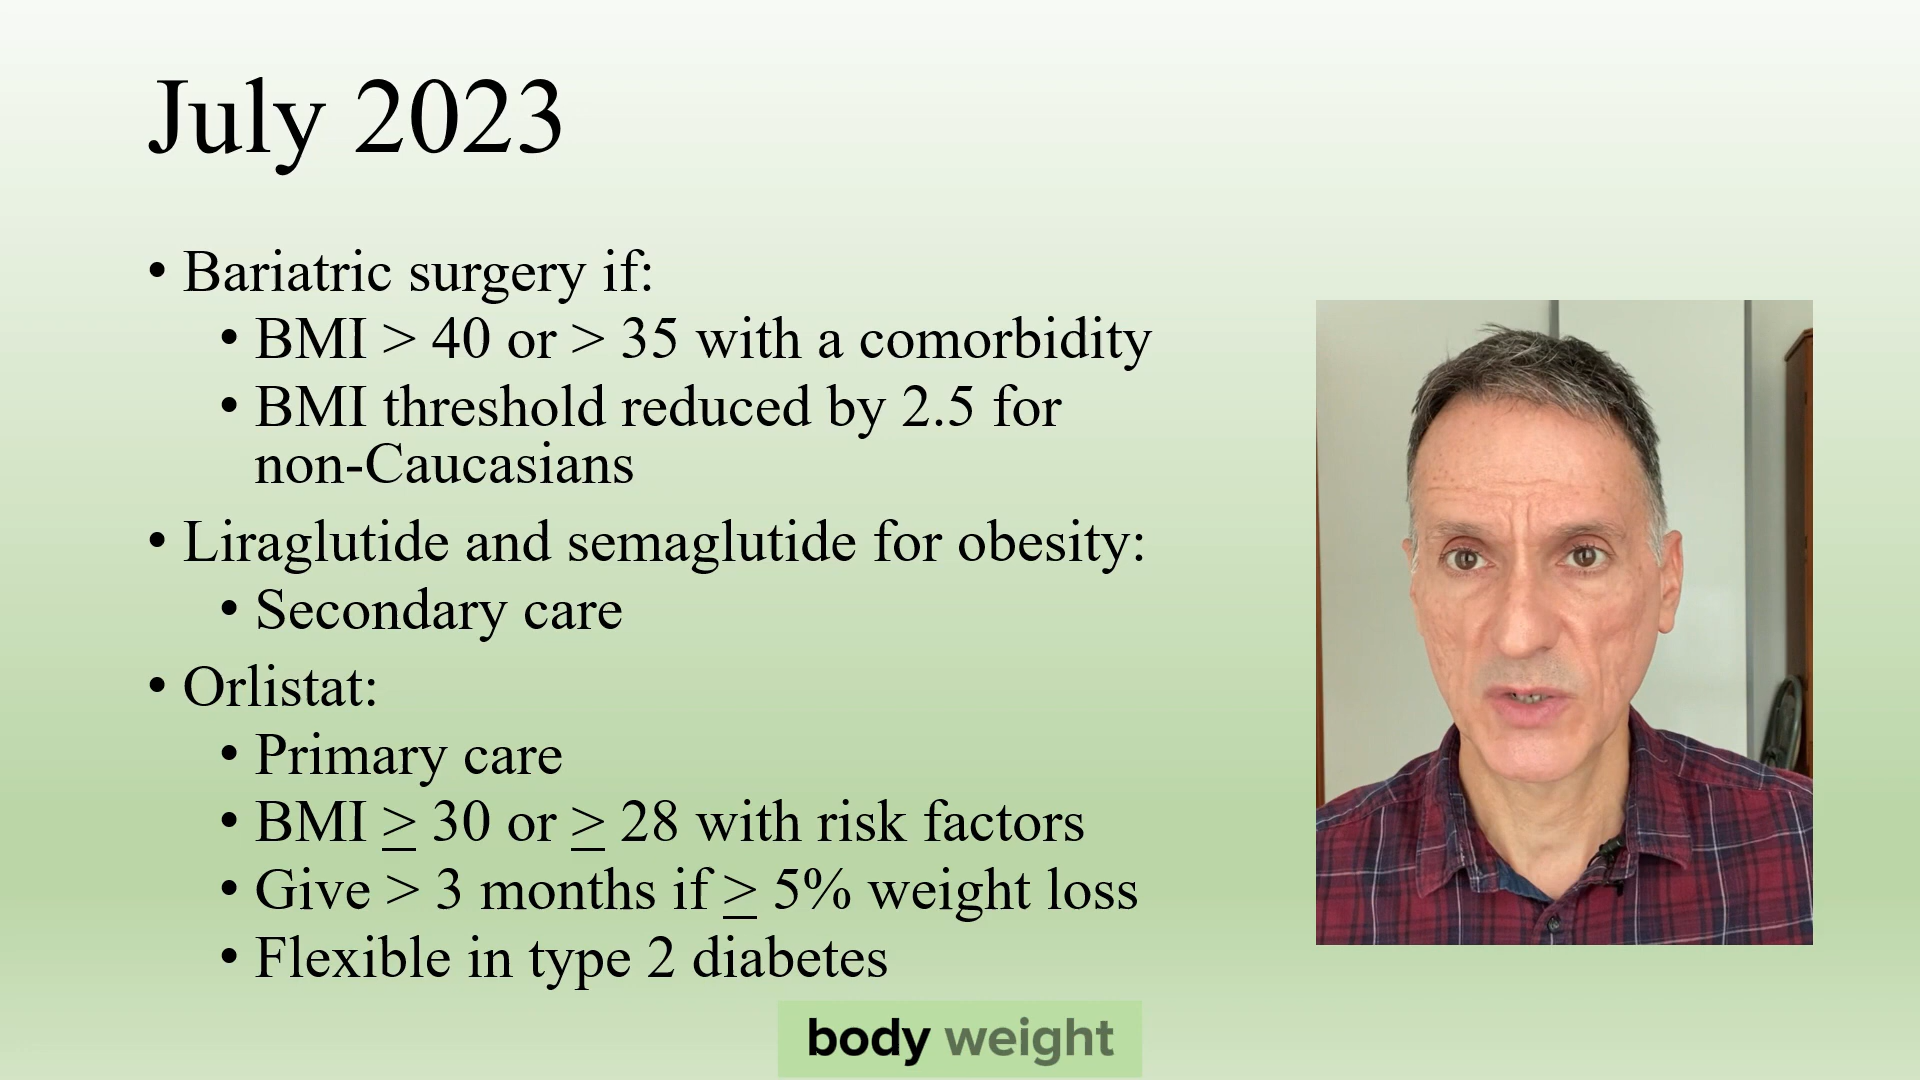 July 2023
• Bariatric surgery if:
• BMI > 40 or > 35 with a comorbidity
• BMI threshold reduced by 2.5 for
non-Caucasians
• Liraglutide and semaglutide for obesity:
• Secondary care
• Orlistat:
• Primary care
• BMI ≥ 30 or ≥ 28 with risk factors
• Give > 3 months if ≥ 5% weight loss
• Flexible in type 2 diabetes
body weight